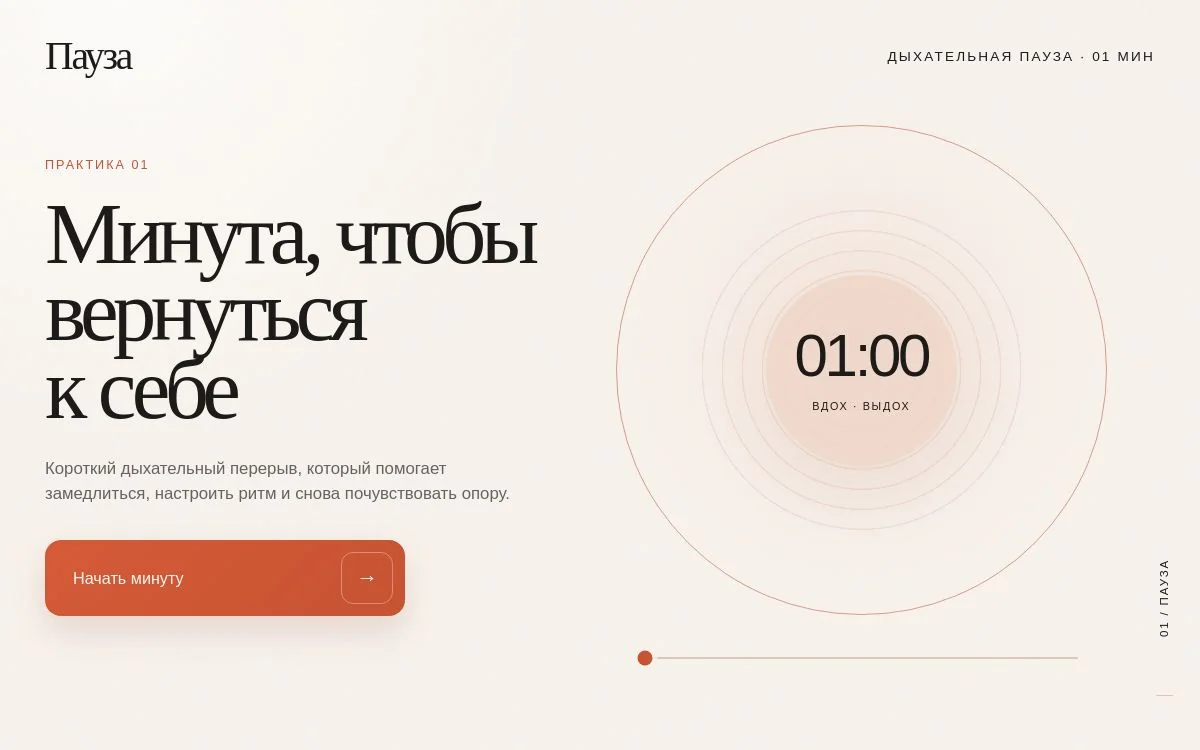 Пауза
ДЫХАТЕЛЬНАЯ ПАУЗА · 01 МИН
ПРАКТИКА 01
Минута, чтобы
вернуться
к себе
Короткий дыхательный перерыв, который помогает
замедлиться, настроить ритм и снова почувствовать опору.
Начать минуту →
01:00
ВДОХ · ВЫДОХ
01 / ПАУЗА